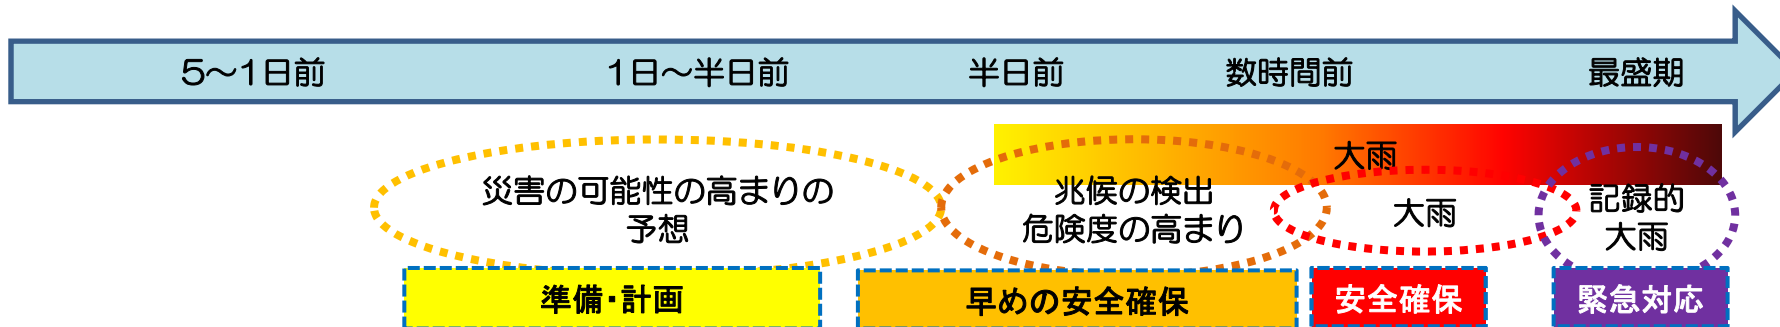 5～1日前
1日～半日前
半日前
数時間前
最盛期
大雨
災害の可能性の高まりの
予想
兆候の検出
危険度の高まり
大雨
記録的
大雨
準備・計画
早めの安全確保
安全確保
緊急対応